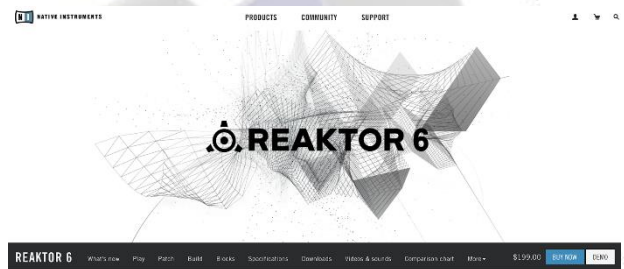 NATIVE INSTRUMENTS PRODUCTS COMMUNITY SUPPORT
REAKTOR 6
REAKTOR 6 What's new Play Patch Build Blocks Specifications Downloads Videos & sounds Comparison chart More $199.00 BUY NOW DEMO